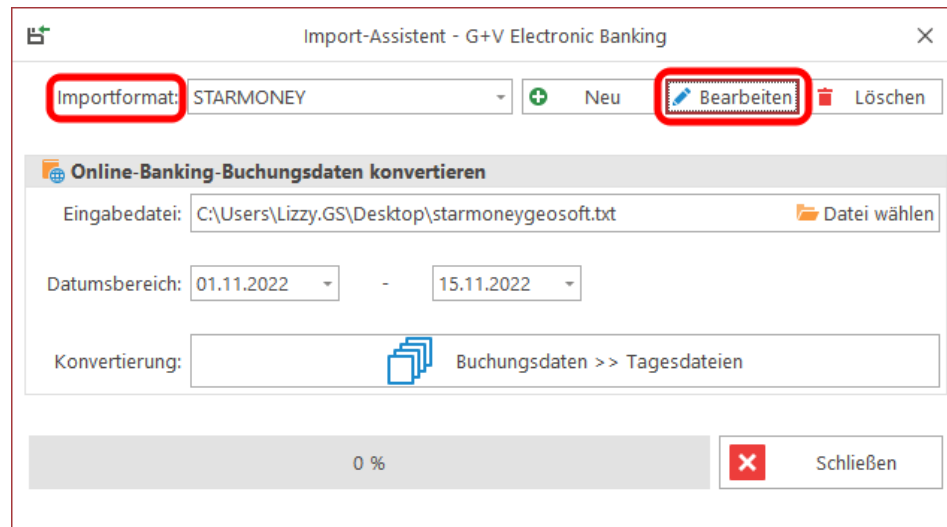 Import-Assistent - G+V Electronic Banking
Importformat: STARMONEY Neu Bearbeiten Löschen
Online-Banking-Buchungsdaten konvertieren
Eingabedatei: C:\Users\Lizzy.GS\Desktop\starmoneygeosoft.txt Datei wählen
Datumsbereich: 01.11.2022 - 15.11.2022
Konvertierung: Buchungsdaten >> Tagesdateien
0 % Schließen